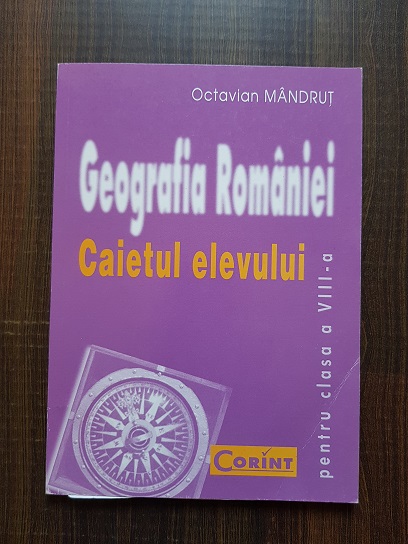 Octavian MÂNDRUȚ
Geografia României
Caietul elevului
pentru clasa a VIII-a
CORINT